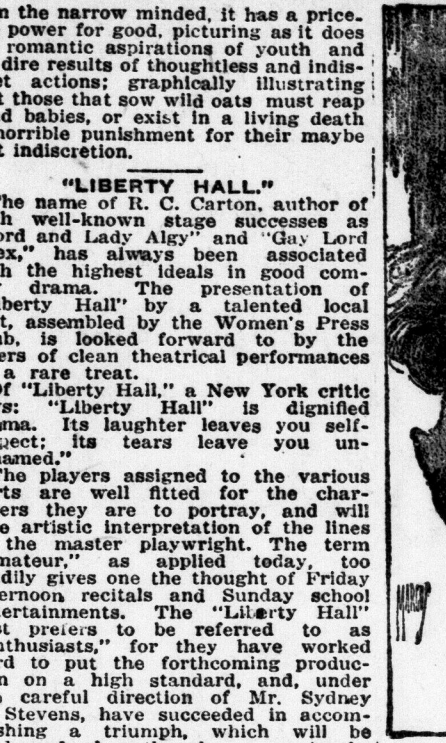 n the narrow minded, it has a price-
power for good, picturing as it does
romantic aspirations of youth and
dire results of thoughtless and indis-
et actions; graphically illustrating
t those that sow wild oats must reap
d babies, or exist in a living death
horrible punishment for their maybe
t indiscretion.
"LIBERTY HALL."
The name of R. C. Carton, author of
h well-known stage successes as
ord and Lady Algy" and "Gay Lord
ex," has always been associated
h the highest ideals in good com-
drama. The presentation of
iberty Hall" by a talented local
t, assembled by the Women's Press
ub, is looked forward to by the
ers of clean theatrical performances
a rare treat.
Of "Liberty Hall," a New York critic
ys: "Liberty Hall" is dignified
ama. Its laughter leaves you self-
pect; its tears leave you un-
amed."
The players assigned to the various
rts are well fitted for the char-
ers they are to portray, and will
e artistic interpretation of the lines
the master playwright. The term
mateur," as applied today, too
dily gives one the thought of Friday
ernoon recitals and Sunday school
ertainments. The "Liberty Hall"
st prefers to be referred to as
nthusiasts," for they have worked
rd to put the forthcoming produc-
n on a high standard, and, under
careful direction of Mr. Sydney
Stevens, have succeeded in accom-
shing a triumph, which will be